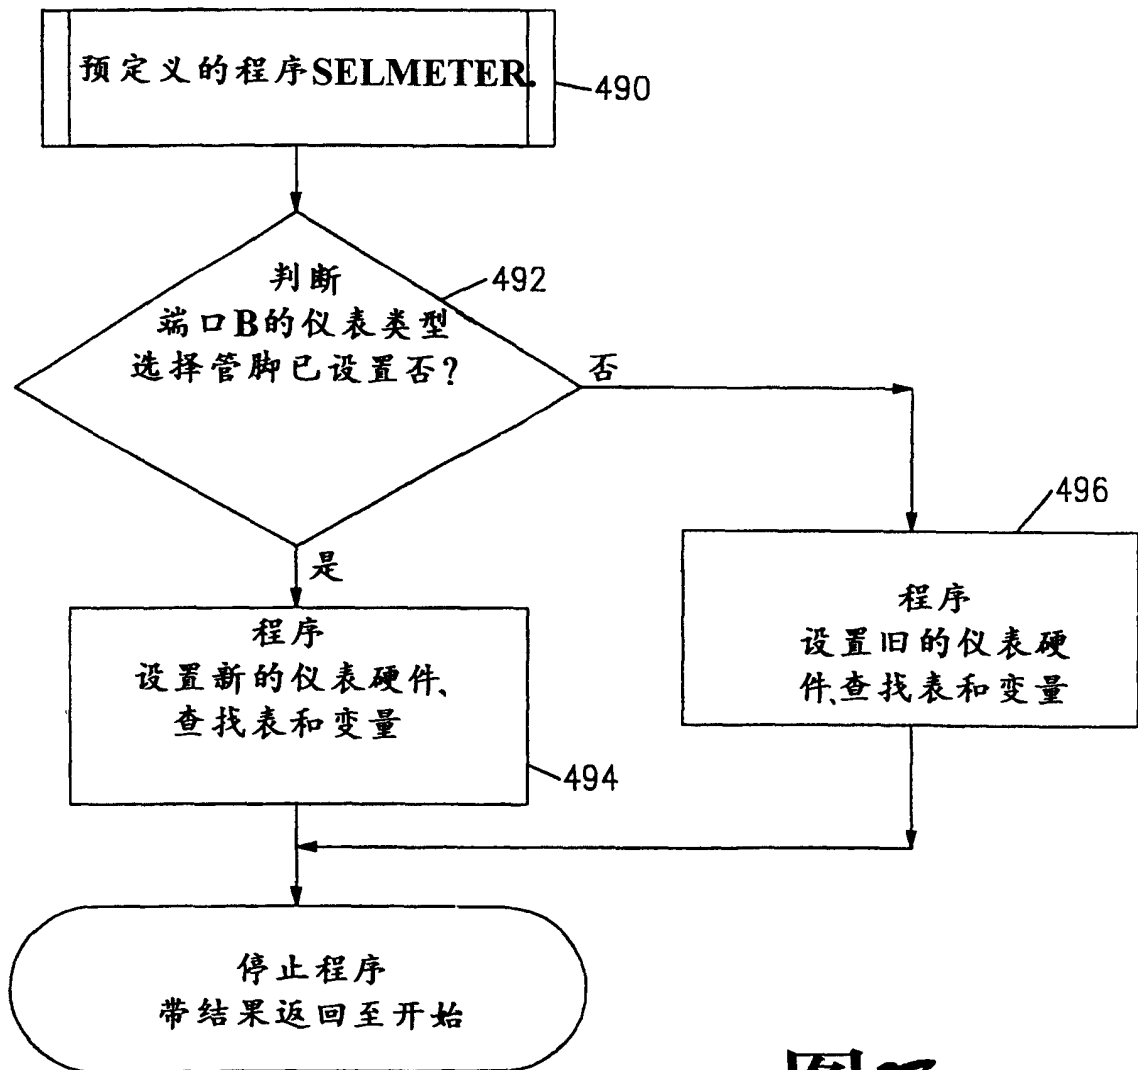 预定义的程序SELMETER.
490
判断
端口B的仪表类型
选择管脚已设置否?
492
否
是
496
程序
设置新的仪表硬件、
查找表和变量
494
程序
设置旧的仪表硬
件、查找表和变量
停止程序
带结果返回至开始